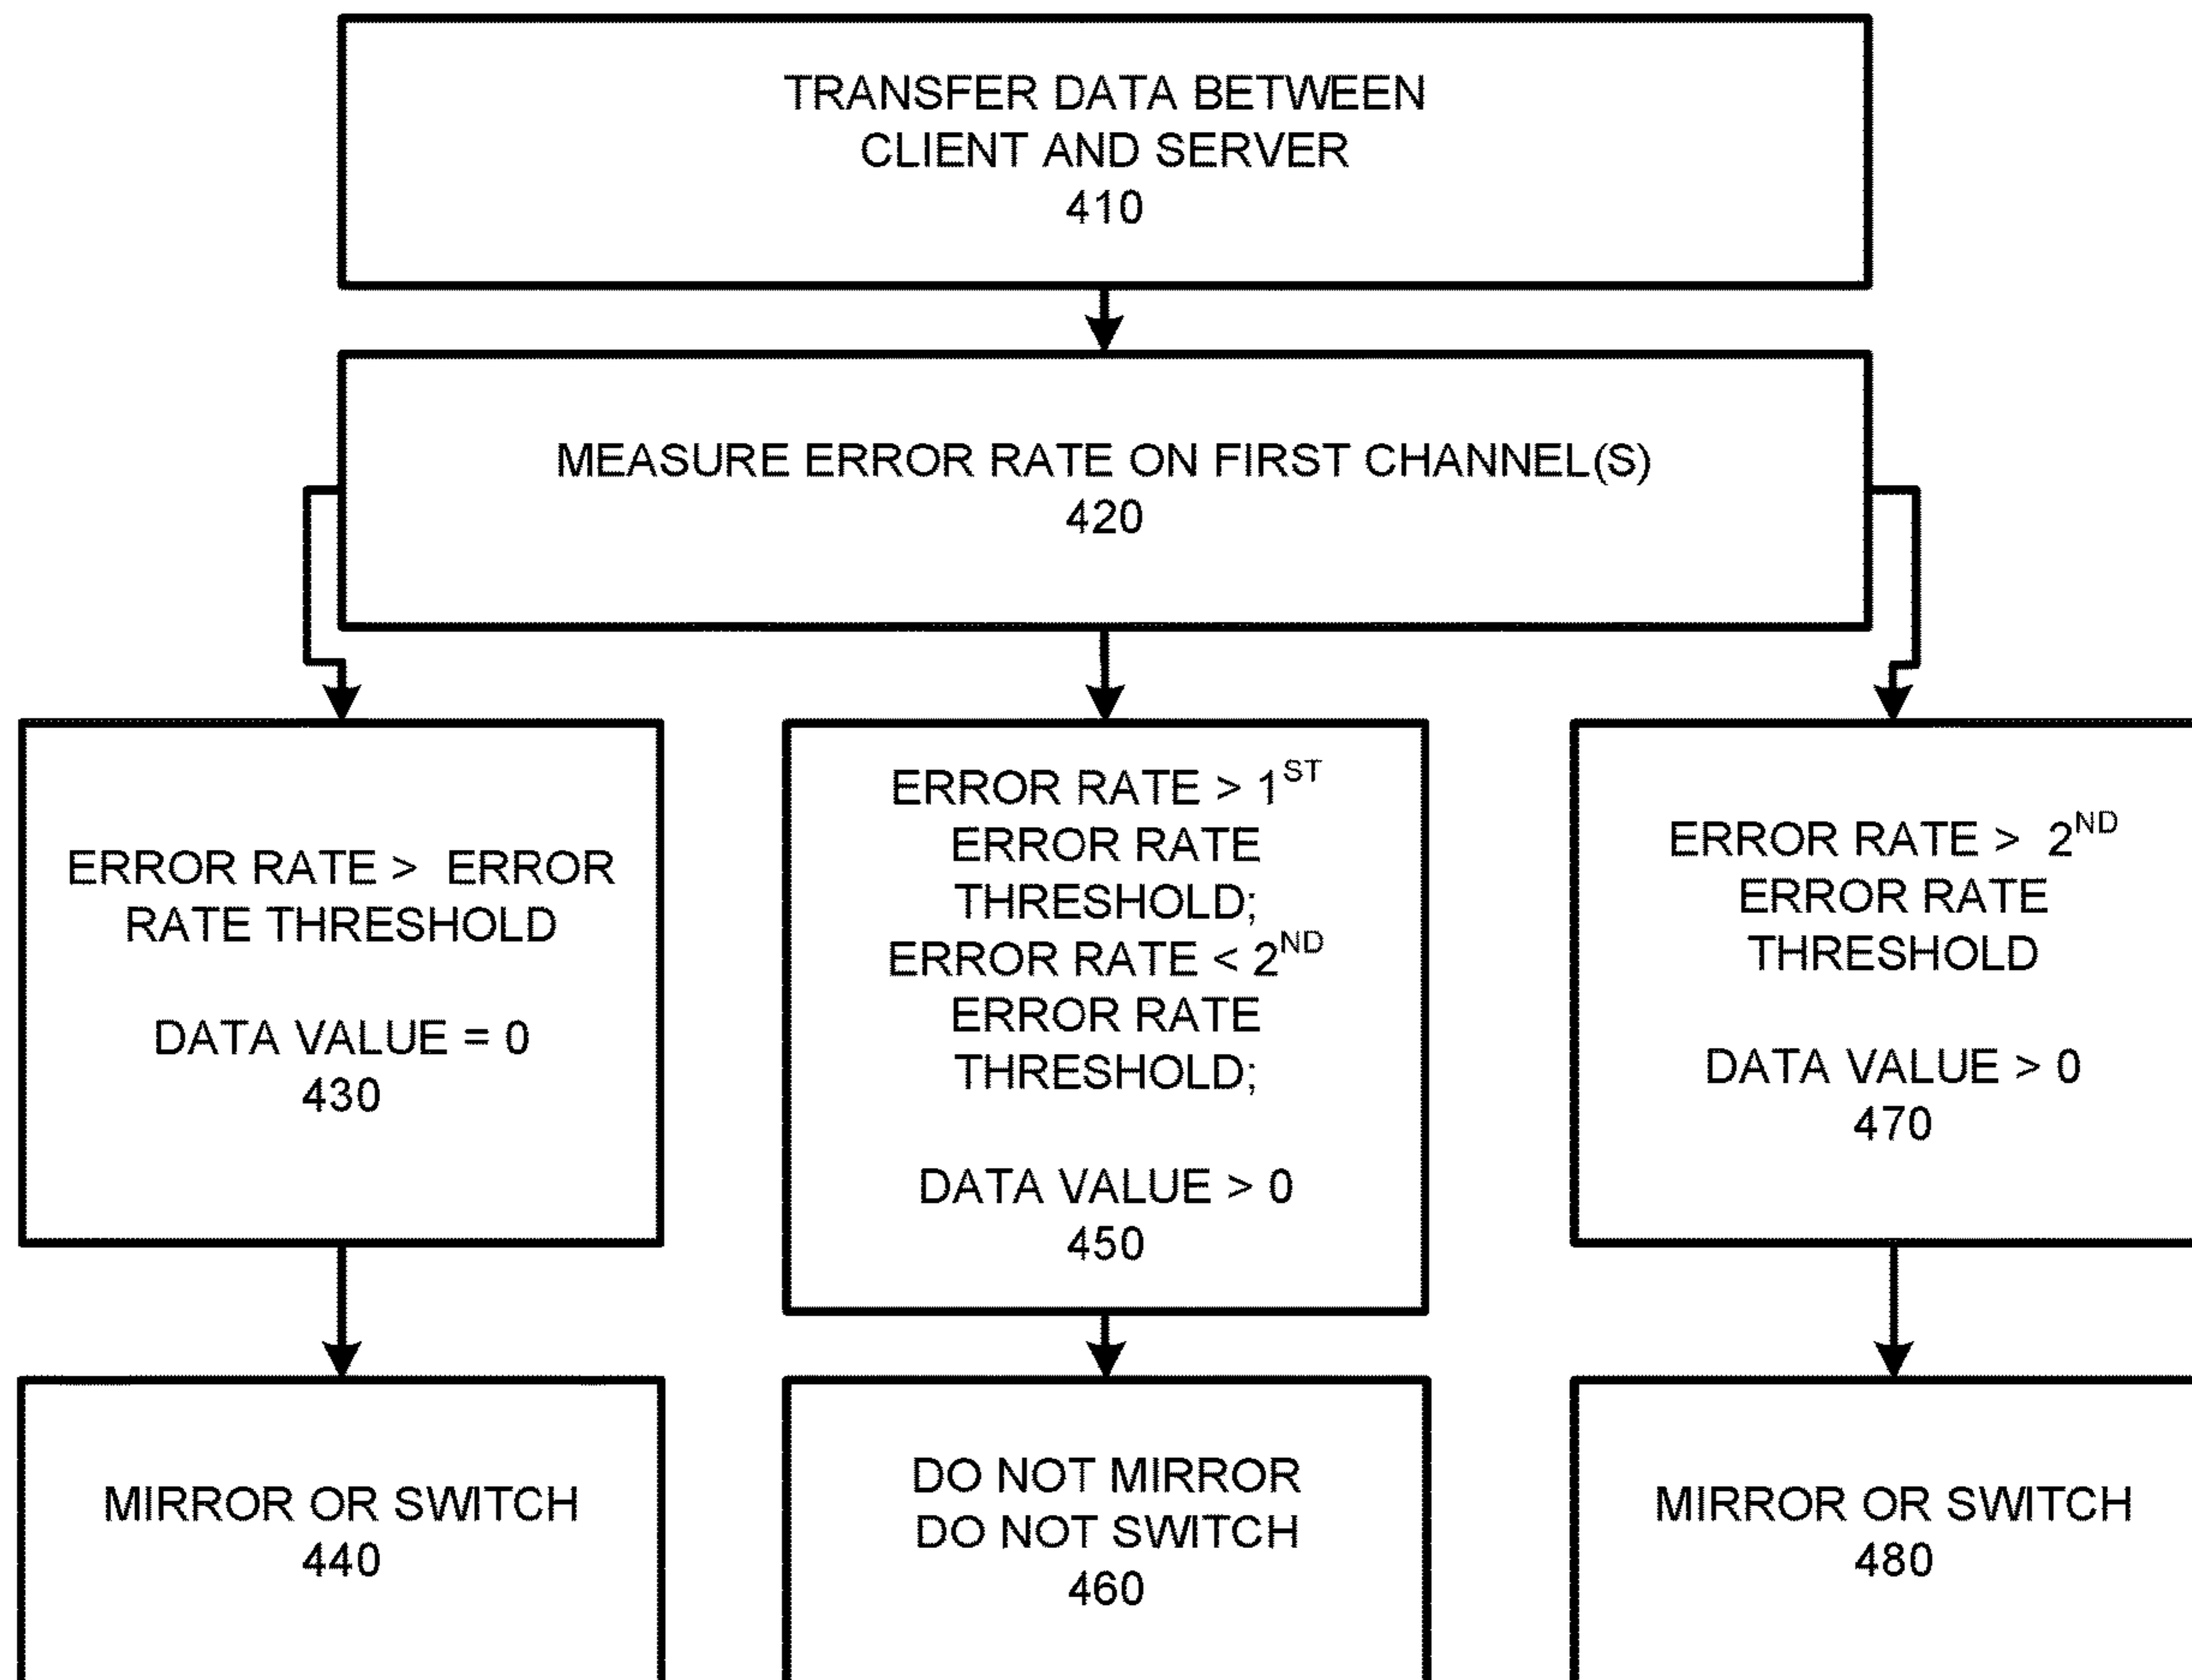 TRANSFER DATA BETWEEN
CLIENT AND SERVER
410
MEASURE ERROR RATE ON FIRST CHANNEL(S)
420
ERROR RATE > ERROR
RATE THRESHOLD
DATA VALUE = 0
430
ERROR RATE > 1ST
ERROR RATE
THRESHOLD;
ERROR RATE < 2ND
ERROR RATE
THRESHOLD;
DATA VALUE > 0
450
ERROR RATE > 2ND
ERROR RATE
THRESHOLD
DATA VALUE > 0
470
MIRROR OR SWITCH
440
DO NOT MIRROR
DO NOT SWITCH
460
MIRROR OR SWITCH
480